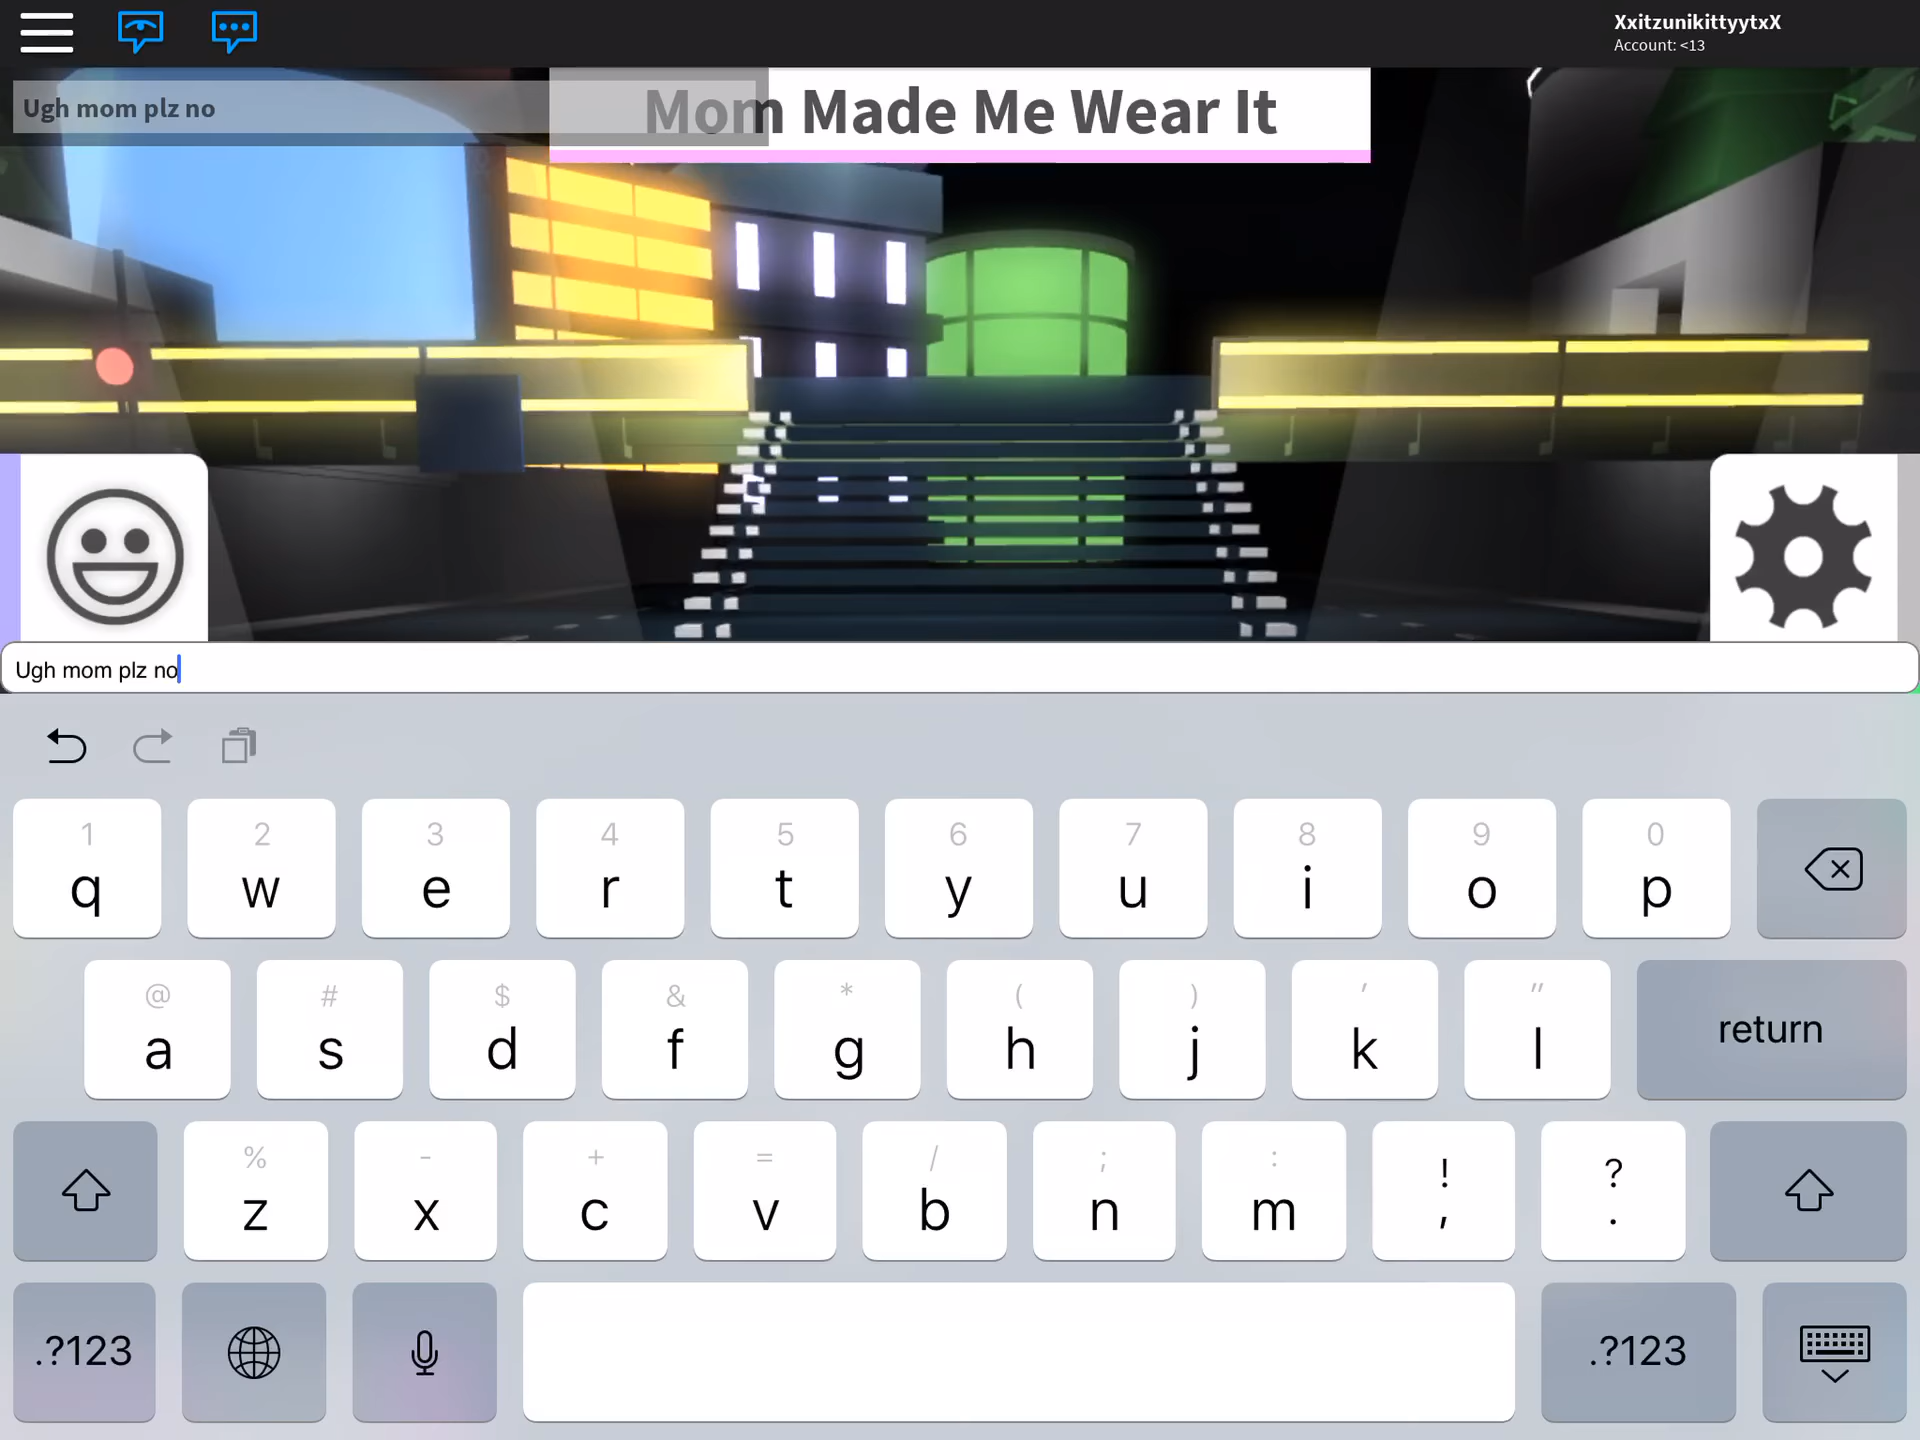 XxitzunikittyytxX
Account: <13
Ugh mom plz no
Mom Made Me Wear It
Ugh mom plz no
1 2 3 4 5 6 7 8 9 0
q w e r t y u i o p
@ # $ & * ( ) ' "
a s d f g h j k l return
% - + = / ; : ! ?
z x c v b n m , .
.?123 .?123